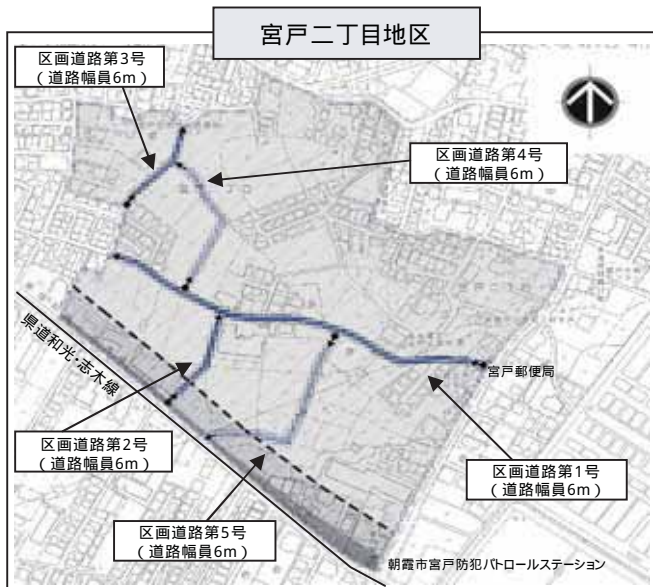 宮戸二丁目地区
区画道路第3号
（道路幅員6m）
区画道路第4号
（道路幅員6m）
県道和光・志木線
宮戸郵便局
区画道路第2号
（道路幅員6m）
区画道路第1号
（道路幅員6m）
区画道路第5号
（道路幅員6m）
朝霞市宮戸防犯パトロールステーション